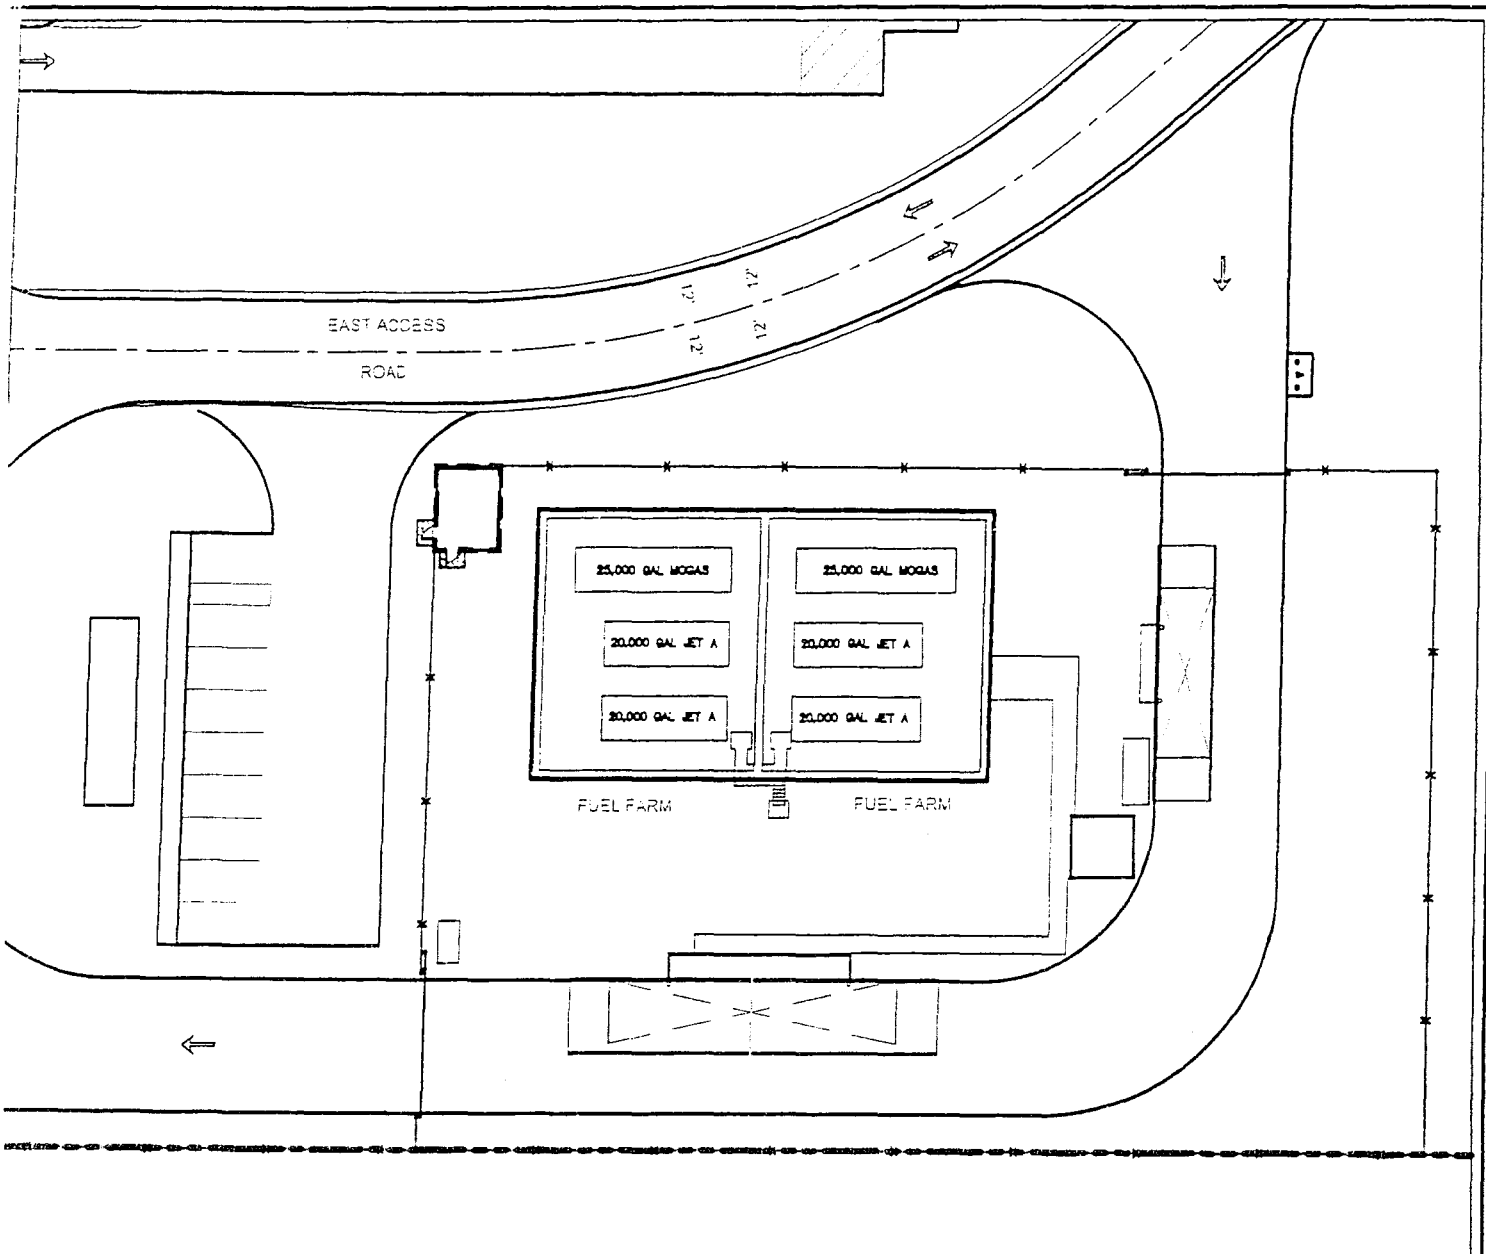 12'
12'
EAST ACCESS
12'
12'
ROAD
25,000 GAL MOGAS
25,000 GAL MOGAS
20,000 GAL JET A
20,000 GAL JET A
20,000 GAL JET A
20,000 GAL JET A
FUEL FARM
FUEL FARM